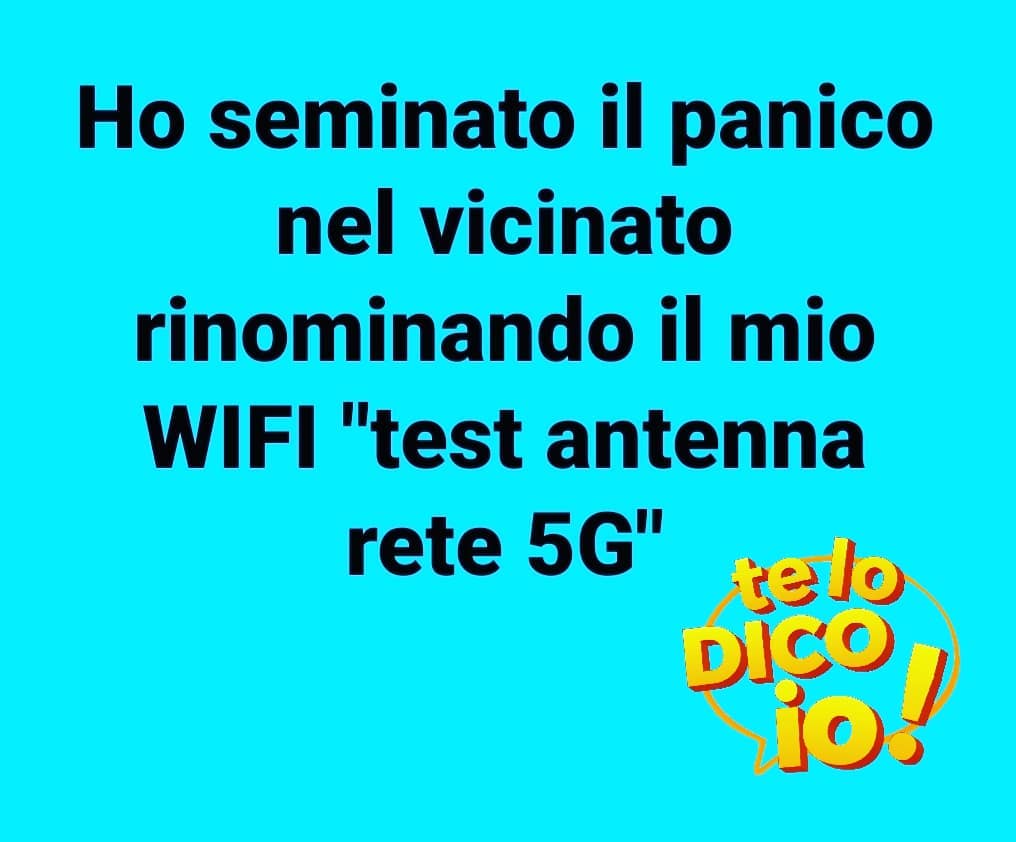 Ho seminato il panico
nel vicinato
rinominando il mio
WIFI "test antenna
rete 5G"
te lo
DICO
io!